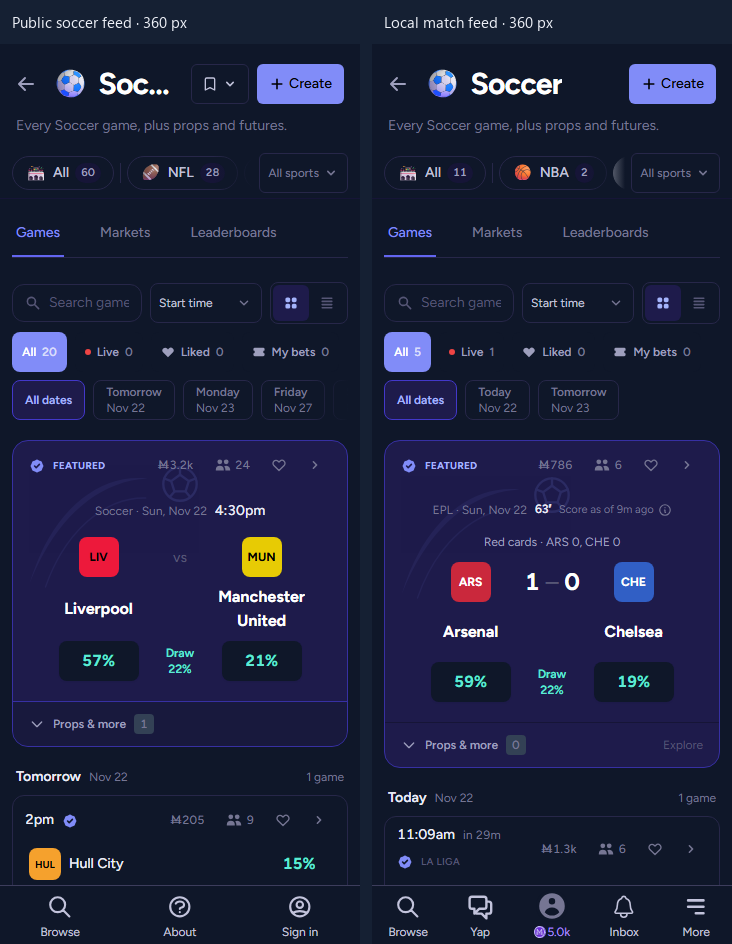 Public soccer feed · 360 px
Soc...
Create
Every Soccer game, plus props and futures.
All 60
NFL 28
All sports
Games
Markets
Leaderboards
Search game
Start time
All 20
Live 0
Liked 0
My bets 0
All dates
Tomorrow
Nov 22
Monday
Nov 23
Friday
Nov 27
FEATURED
M3.2k
24
Soccer · Sun, Nov 22 4:30pm
LIV
VS
MUN
Liverpool
Manchester
United
57%
Draw
22%
21%
Props & more 1
Tomorrow Nov 22
1 game
2pm
M205
9
HUL
Hull City
15%
Browse
About
Sign in
Local match feed · 360 px
Soccer
Create
Every Soccer game, plus props and futures.
All 11
NBA 2
All sports
Games
Markets
Leaderboards
Search game
Start time
All 5
Live 1
Liked 0
My bets 0
All dates
Today
Nov 22
Tomorrow
Nov 23
FEATURED
M786
6
EPL · Sun, Nov 22 63' Score as of 9m ago
Red cards · ARS 0, CHE 0
ARS
1 — 0
CHE
Arsenal
Chelsea
59%
Draw
22%
19%
Props & more 0
Explore
Today Nov 22
1 game
11:09am in 29m
M1.3k
6
LA LIGA
Browse
Yap
M5.0k
Inbox
More